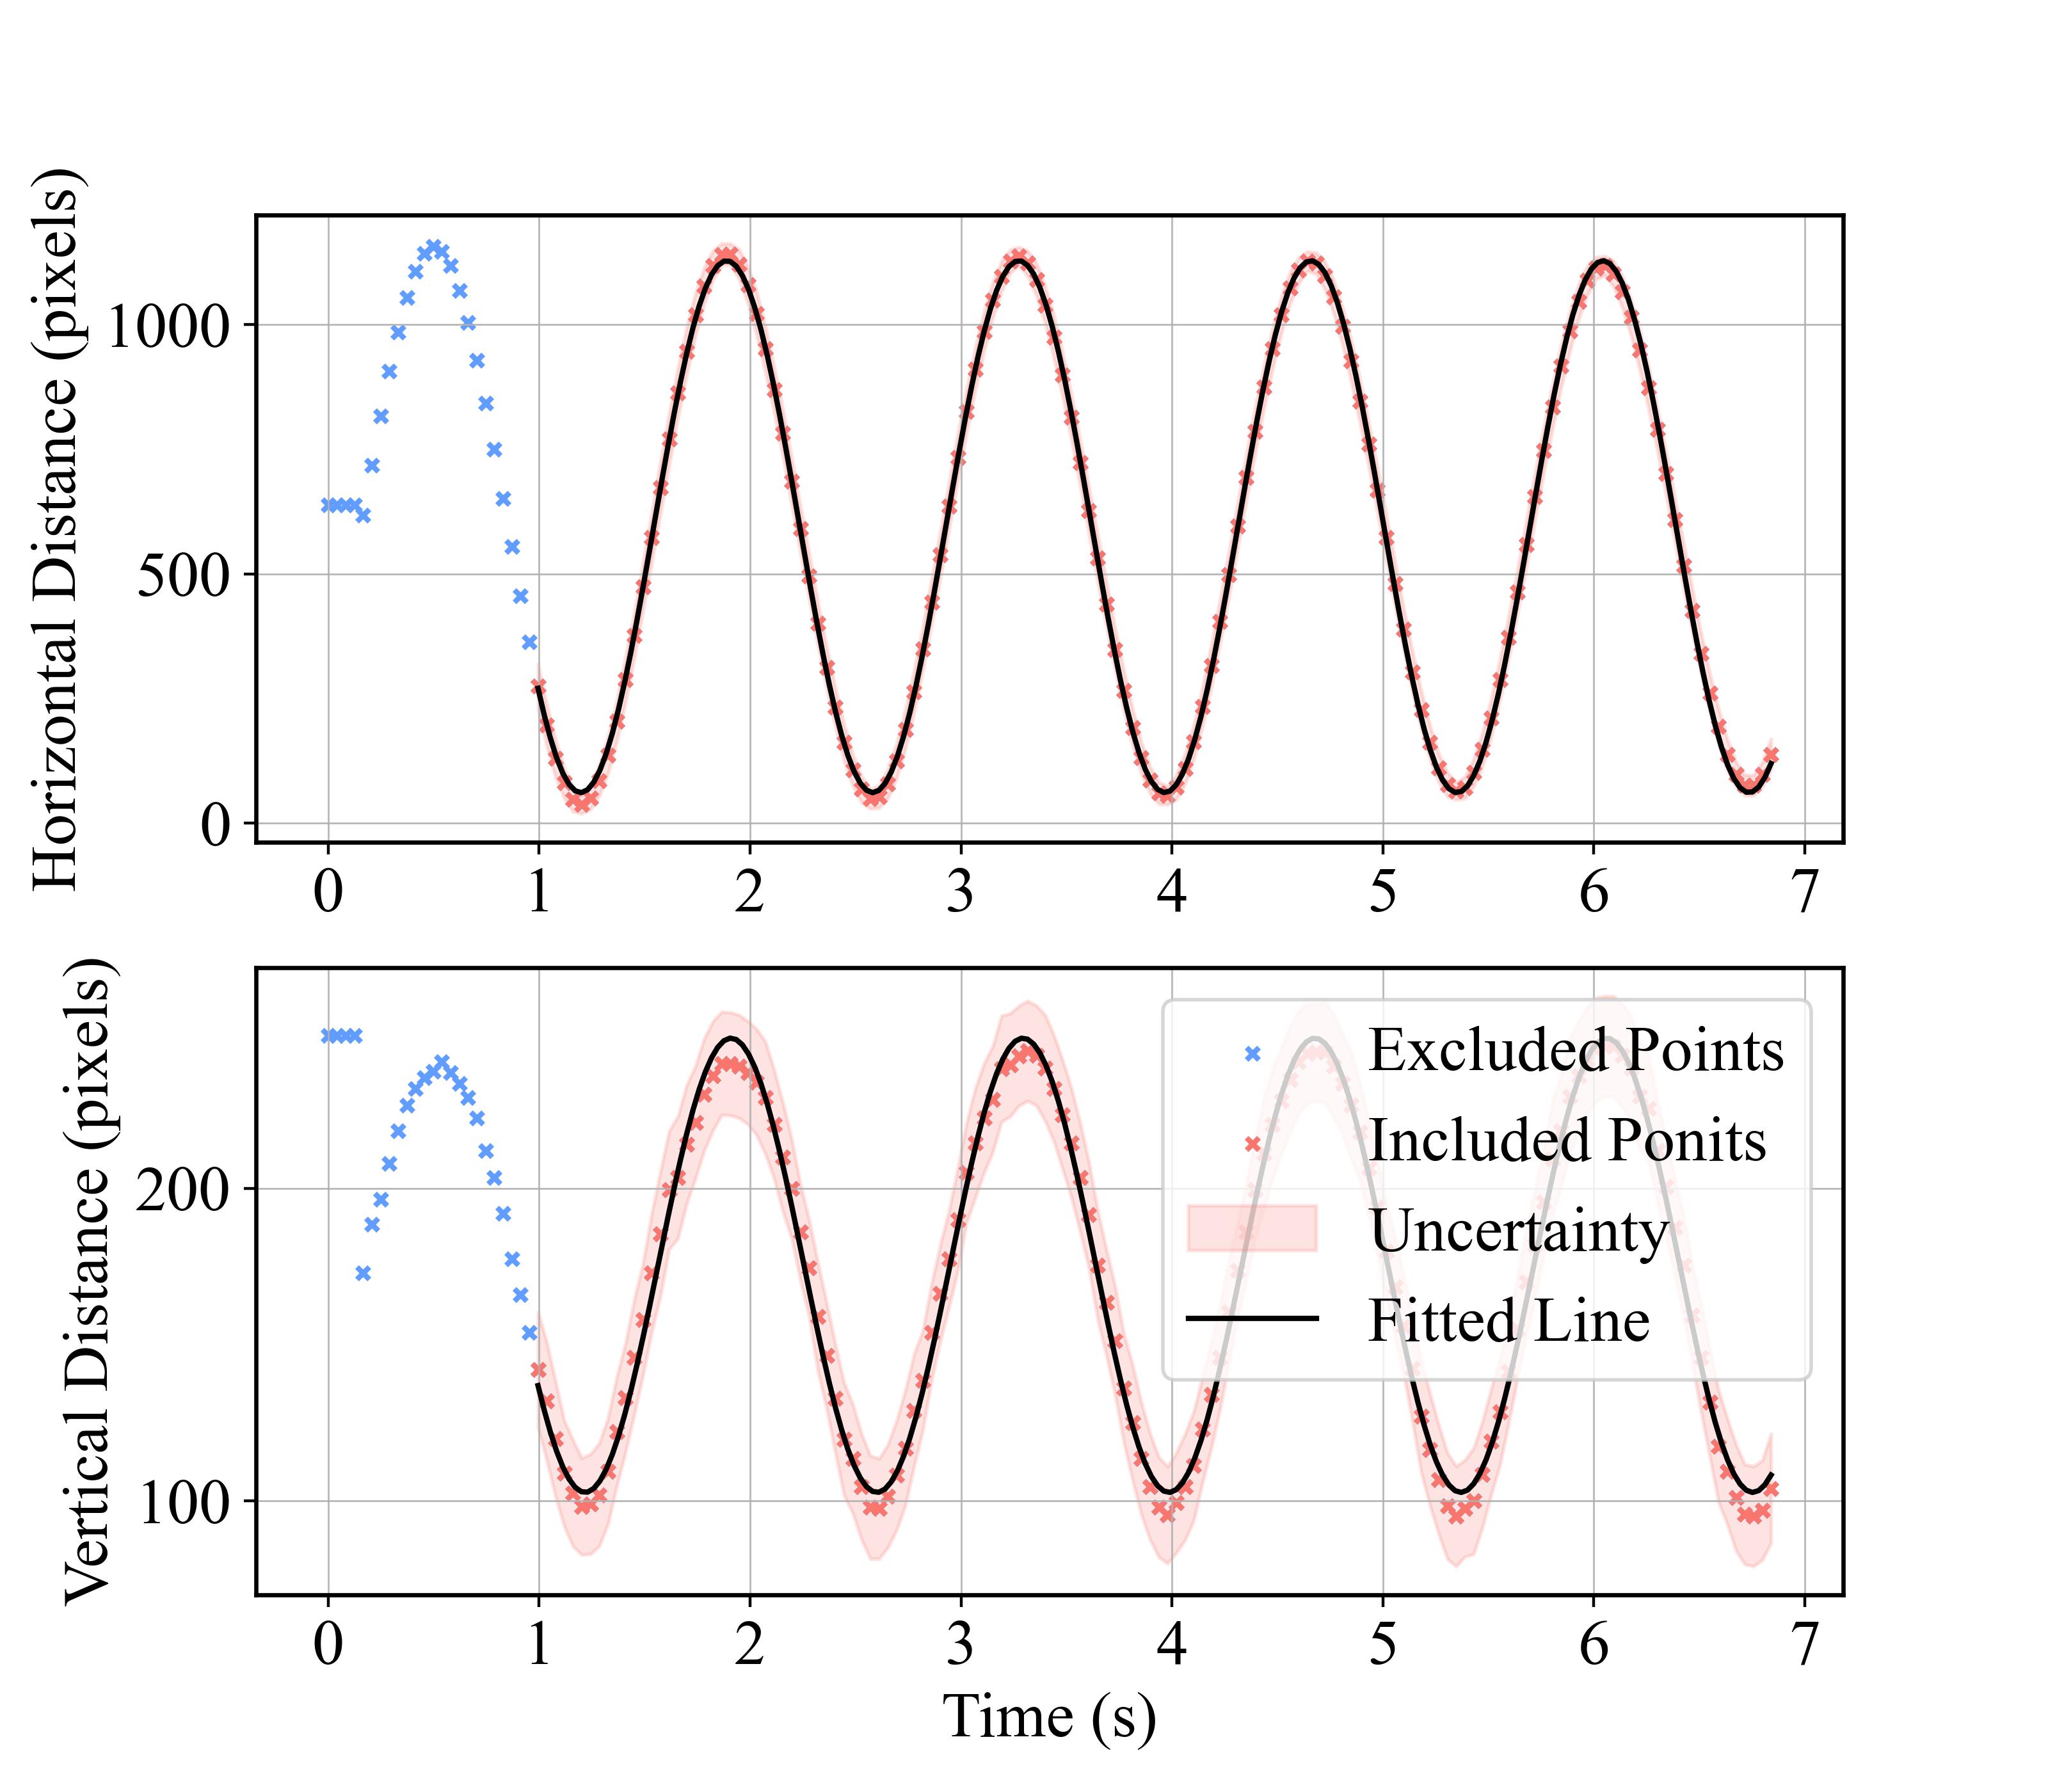 Horizontal Distance (pixels)
1000
500
0
0 1 2 3 4 5 6 7
Vertical Distance (pixels)
200
100
Excluded Points
Included Ponits
Uncertainty
Fitted Line
0 1 2 3 4 5 6 7
Time (s)